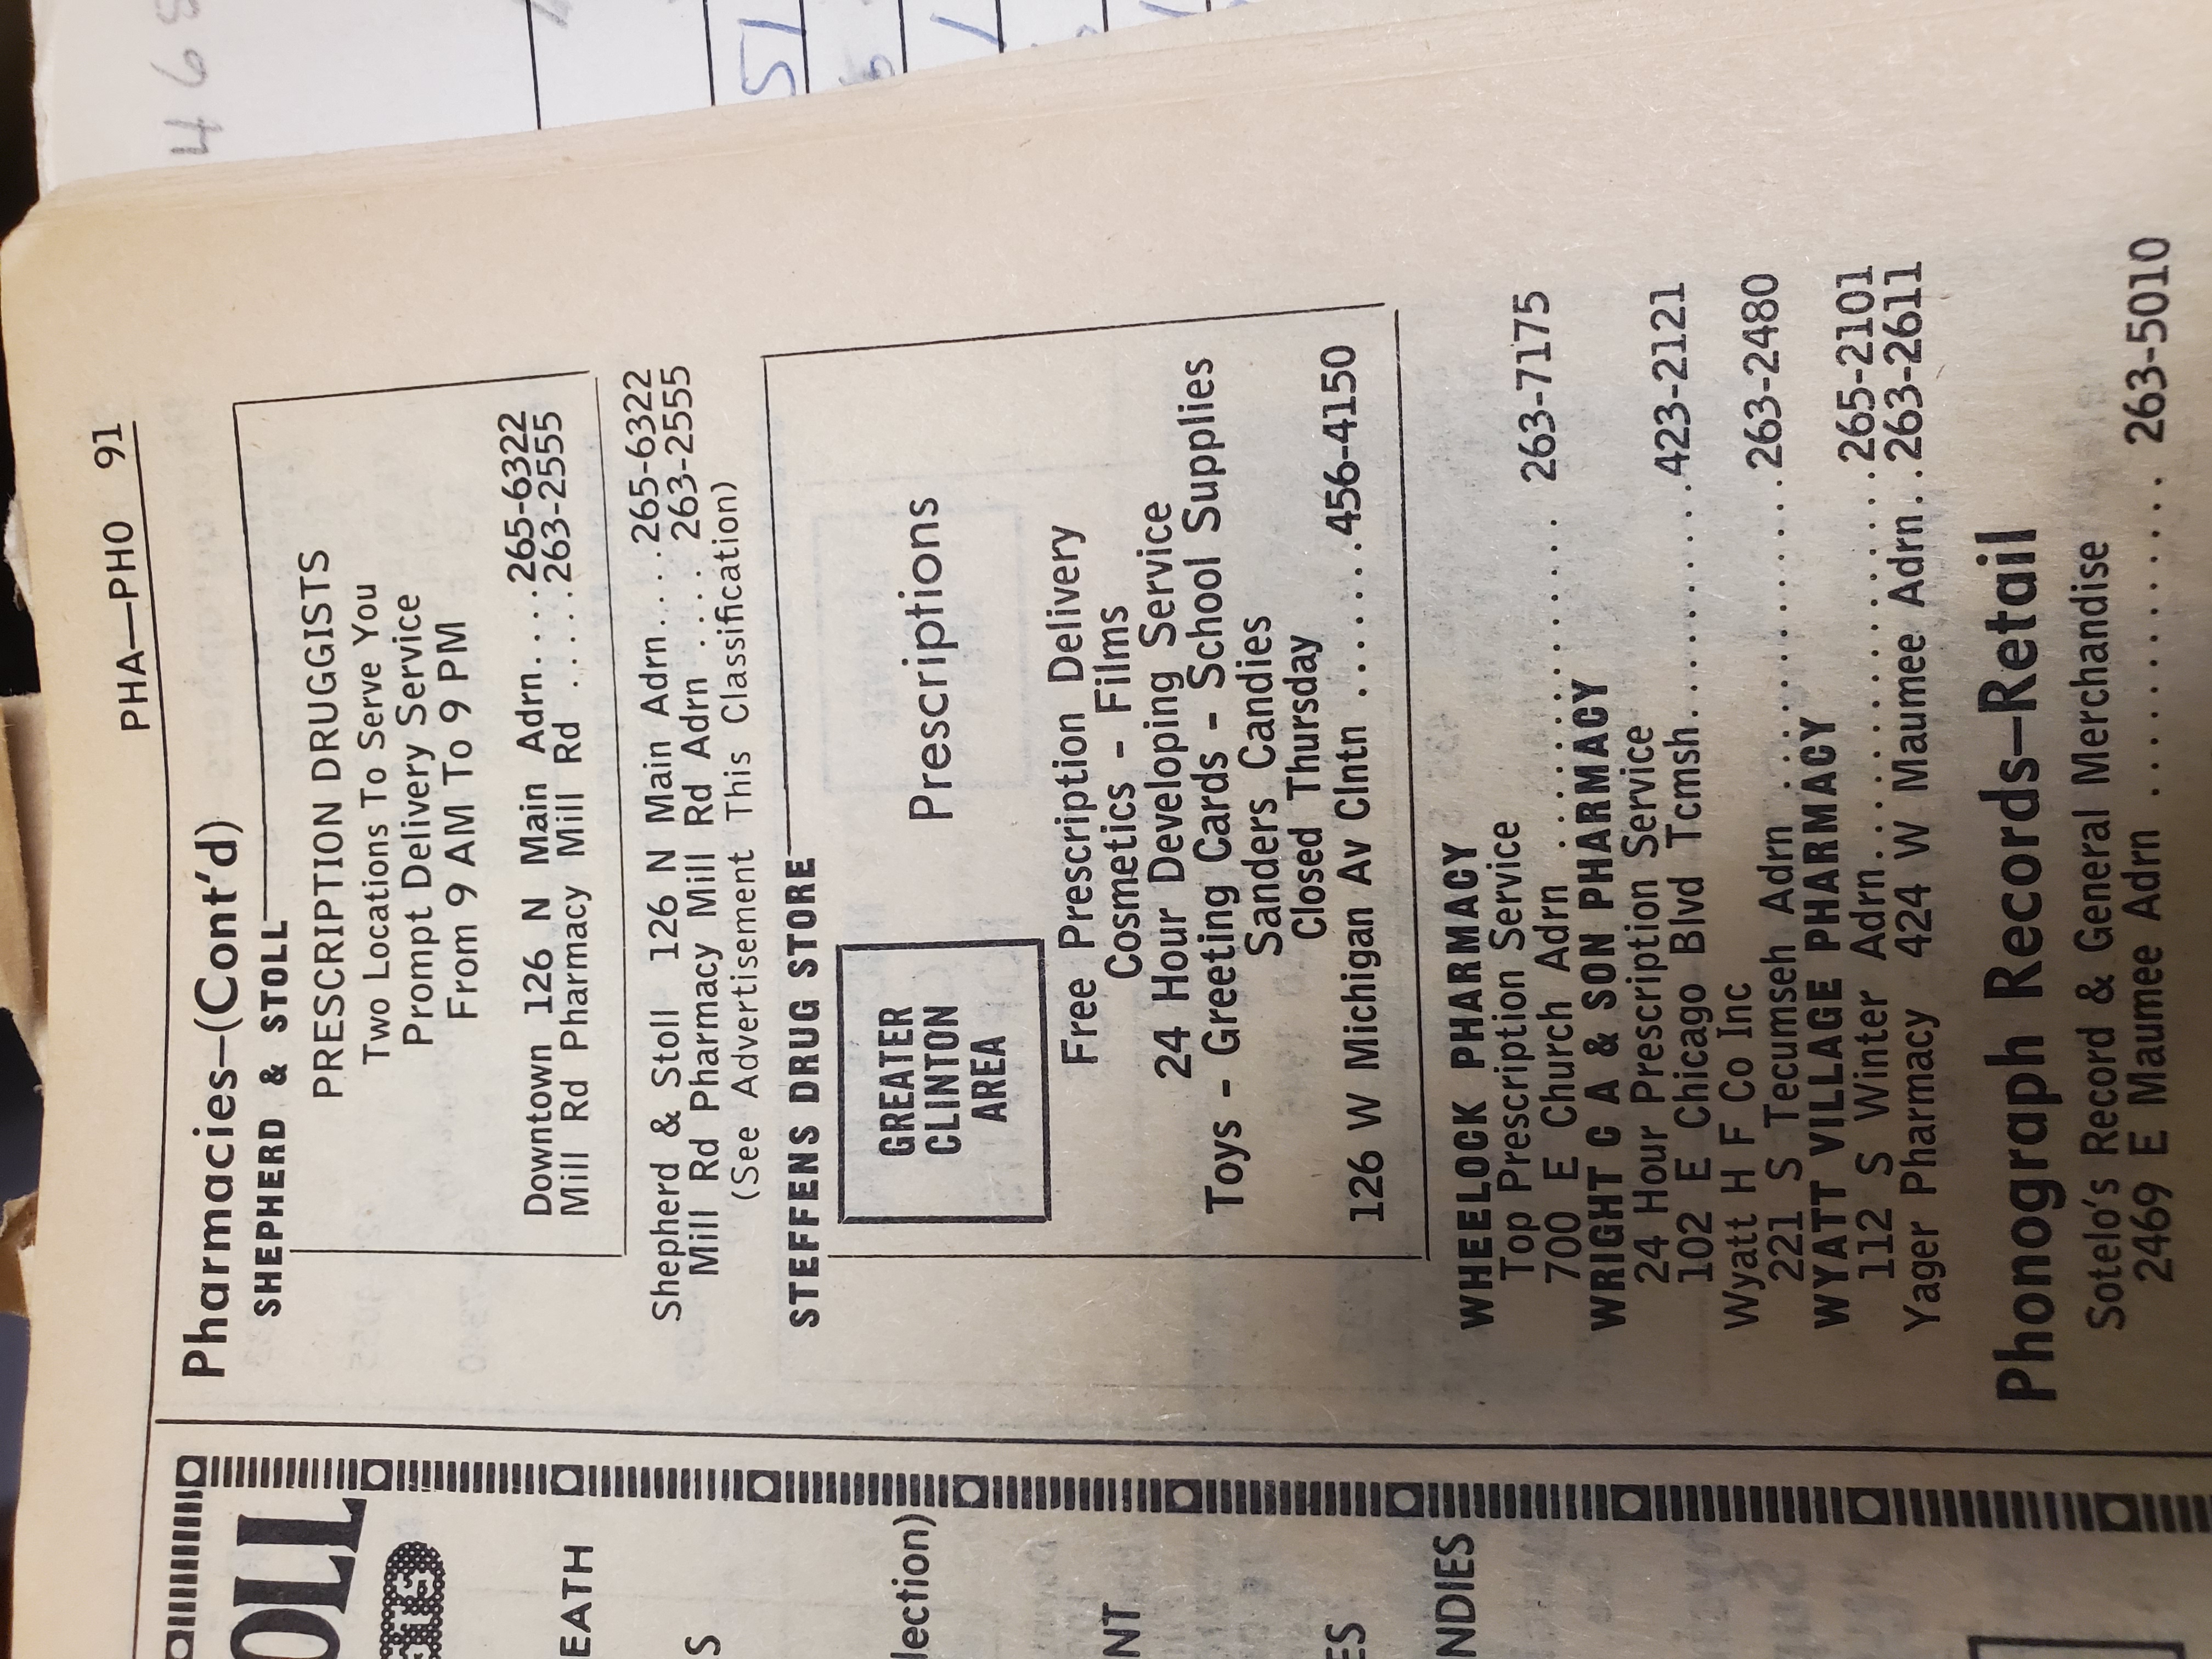 PHA—PHO 91
Pharmacies—(Cont'd)
SHEPHERD & STOLL
PRESCRIPTION DRUGGISTS
Two Locations To Serve You
Prompt Delivery Service
From 9 AM To 9 PM
Downtown 126 N Main Adrn....265-6322
Mill Rd Pharmacy Mill Rd .....263-2555
Shepherd & Stoll 126 N Main Adrn....265-6322
Mill Rd Pharmacy Mill Rd Adrn .... 263-2555
(See Advertisement This Classification)
STEFFENS DRUG STORE
GREATER
CLINTON
AREA
Prescriptions
Free Prescription Delivery
Cosmetics - Films
24 Hour Developing Service
Toys - Greeting Cards - School Supplies
Sanders Candies
Closed Thursday
126 W Michigan Av Clntn ........456-4150
WHEELOCK PHARMACY
Top Prescription Service
700 E Church Adrn ................ 263-7175
WRIGHT C A & SON PHARMACY
24 Hour Prescription Service
102 E Chicago Blvd Tcmsh...........423-2121
Wyatt H F Co Inc
221 S Tecumseh Adrn ...............263-2480
WYATT VILLAGE PHARMACY
112 S Winter Adrn..................265-2101
Yager Pharmacy 424 W Maumee Adrn..263-2611
Phonograph Records—Retail
Sotelo's Record & General Merchandise
2469 E Maumee Adrn .............. 263-5010
OLL
EATH
S
lection)
NT
ES
NDIES
468
51